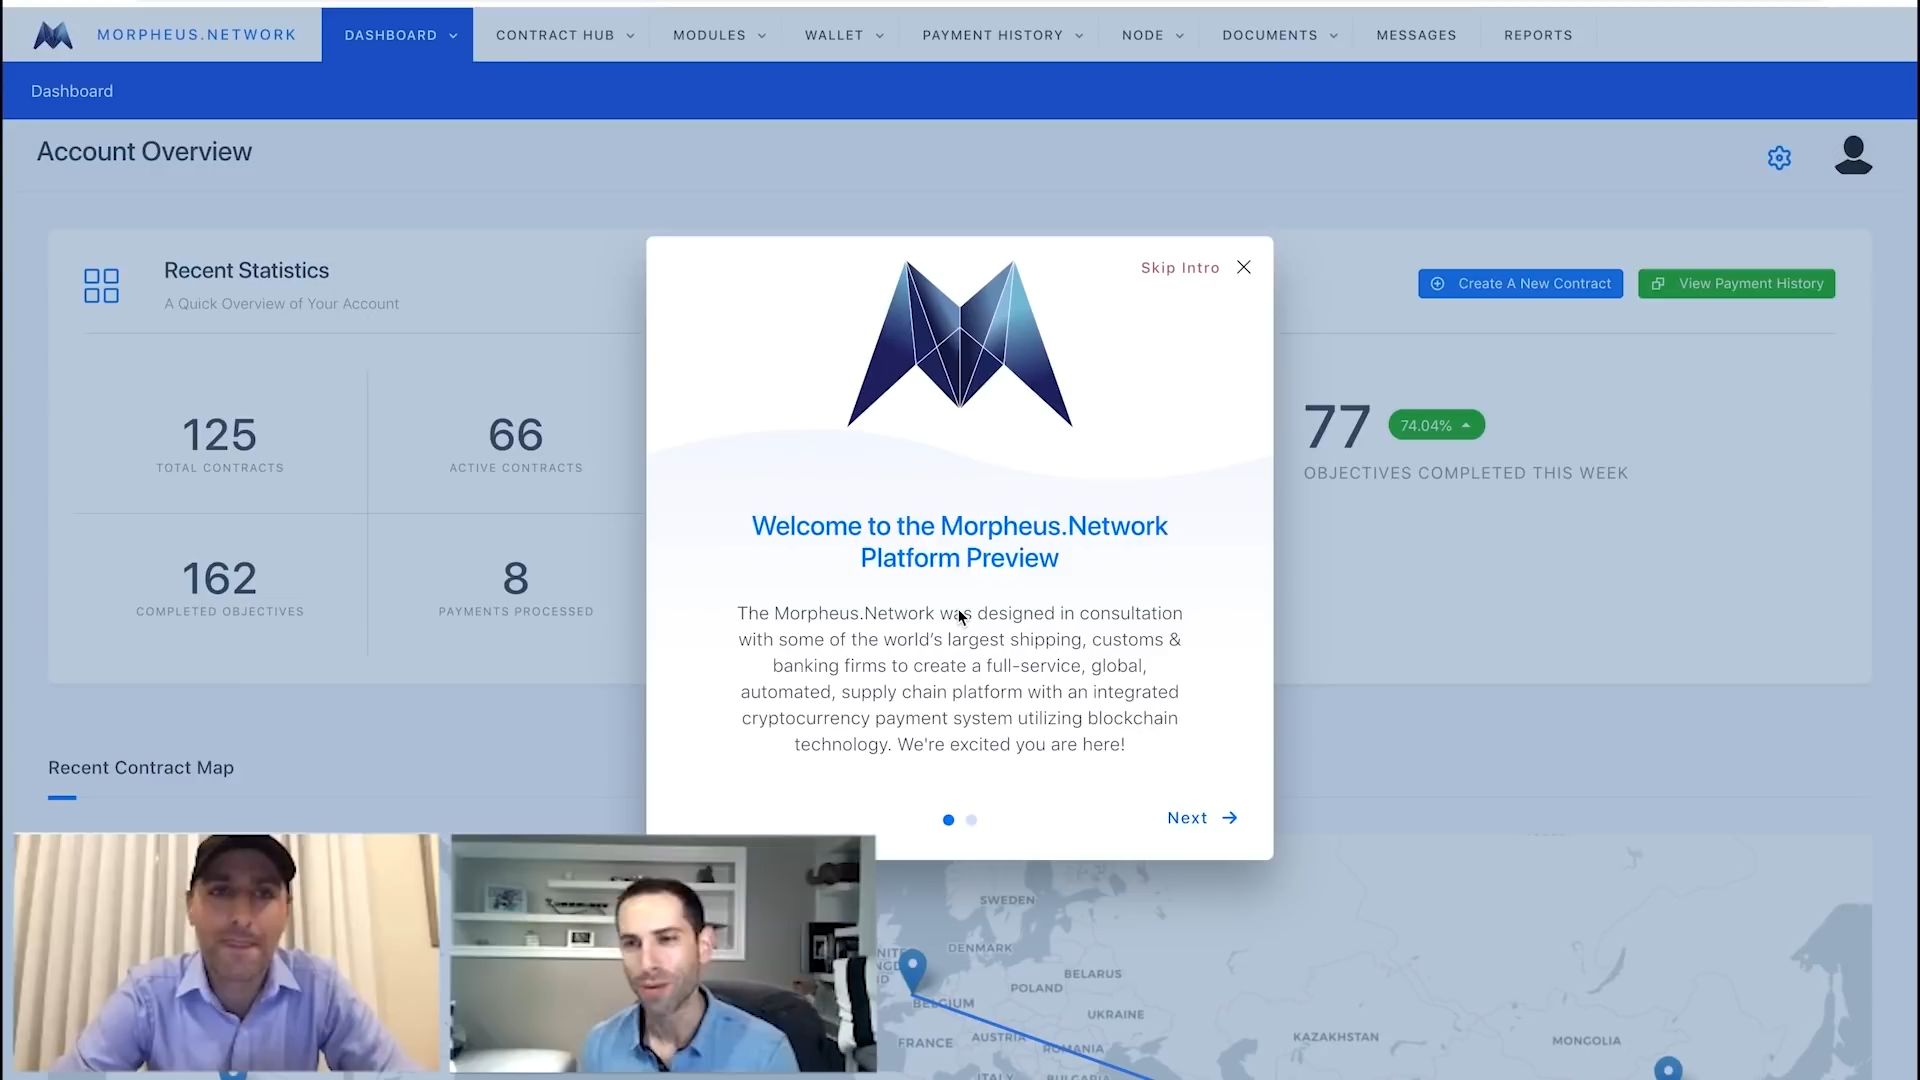 MORPHEUS.NETWORK
DASHBOARD
CONTRACT HUB
MODULES
WALLET
PAYMENT HISTORY
NODE
DOCUMENTS
MESSAGES
REPORTS
Dashboard
Account Overview
Recent Statistics
A Quick Overview of Your Account
Create A New Contract
View Payment History
125
TOTAL CONTRACTS
66
ACTIVE CONTRACTS
162
COMPLETED OBJECTIVES
8
PAYMENTS PROCESSED
77
74.04%
OBJECTIVES COMPLETED THIS WEEK
Skip Intro
Welcome to the Morpheus.Network
Platform Preview
The Morpheus.Network was designed in consultation
with some of the world’s largest shipping, customs &
banking firms to create a full-service, global,
automated, supply chain platform with an integrated
cryptocurrency payment system utilizing blockchain
technology. We're excited you are here!
Next
Recent Contract Map
SWEDEN
DENMARK
BELARUS
POLAND
BELGIUM
UKRAINE
FRANCE
AUSTRIA
ROMANIA
KAZAKHSTAN
MONGOLIA
ITALY
BULGARIA